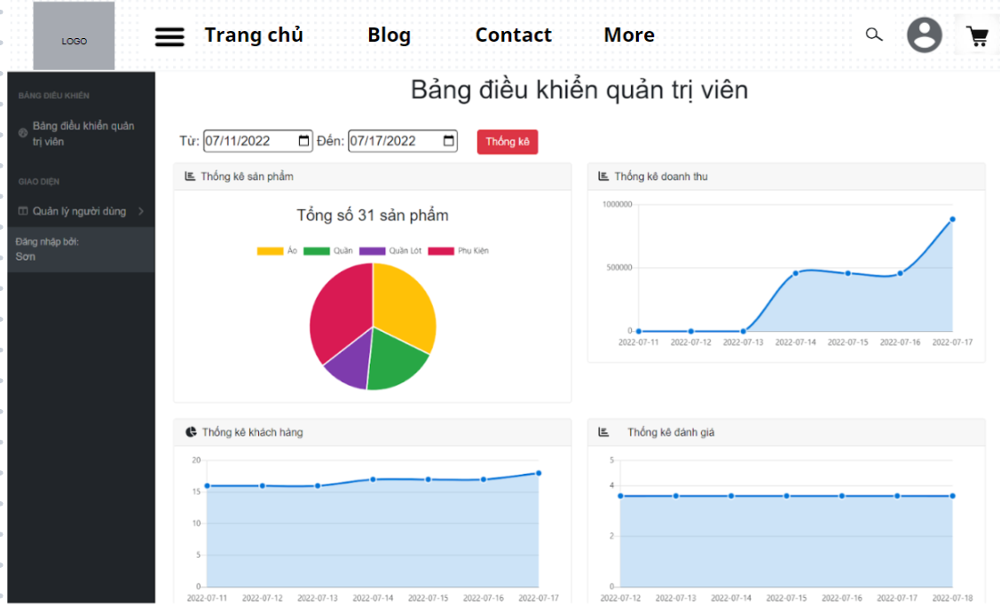 LOGO
Trang chủ Blog Contact More
BẢNG ĐIỀU KHIỂN
Bảng điều khiển quản
trị viên
GIAO DIỆN
Quản lý người dùng
Đăng nhập bởi:
Sơn
Bảng điều khiển quản trị viên
Từ: 07/11/2022 Đến: 07/17/2022 Thống kê
Thống kê sản phẩm
Tổng số 31 sản phẩm
Áo Quần Quần Lót Phụ Kiện
Thống kê doanh thu
1000000
500000
0
2022-07-11 2022-07-12 2022-07-13 2022-07-14 2022-07-15 2022-07-16 2022-07-17
Thống kê khách hàng
20
15
10
5
0
2022-07-11 2022-07-12 2022-07-13 2022-07-14 2022-07-15 2022-07-16 2022-07-17
Thống kê đánh giá
5
4
2
0
2022-07-12 2022-07-13 2022-07-14 2022-07-15 2022-07-16 2022-07-17 2022-07-18